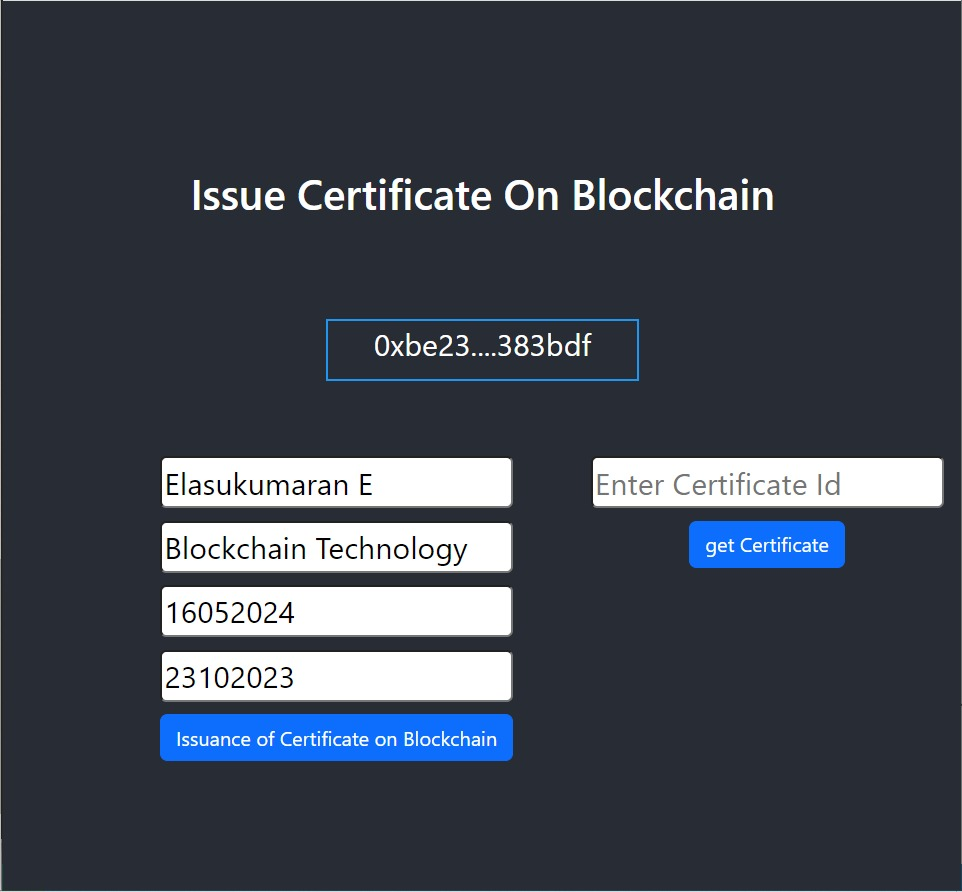 Issue Certificate On Blockchain
0xbe23....383bdf
Elasukumaran E
Blockchain Technology
16052024
23102023
Issuance of Certificate on Blockchain
Enter Certificate Id
get Certificate